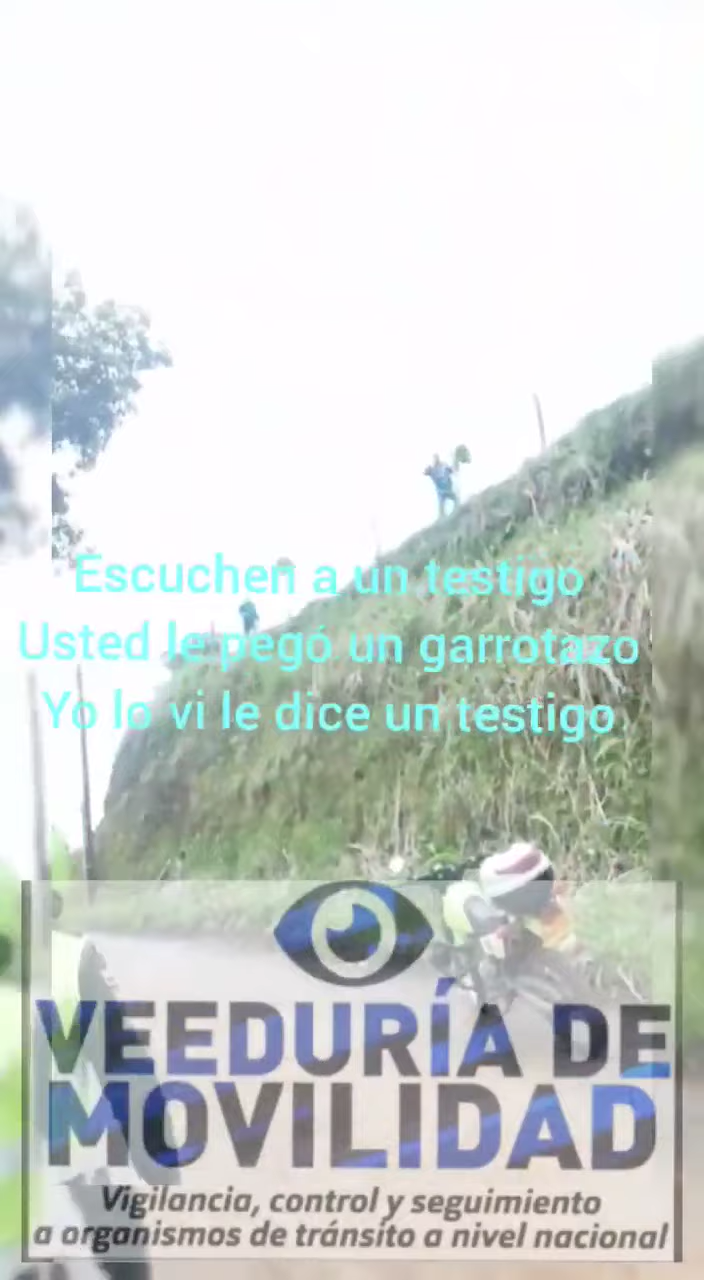 Escuchen a un testigo
Usted le pegó un garrotazo
Yo lo vi le dice un testigo
VEEDURÍA DE
MOVILIDAD
Vigilancia, control y seguimiento
a organismos de tránsito a nivel nacional